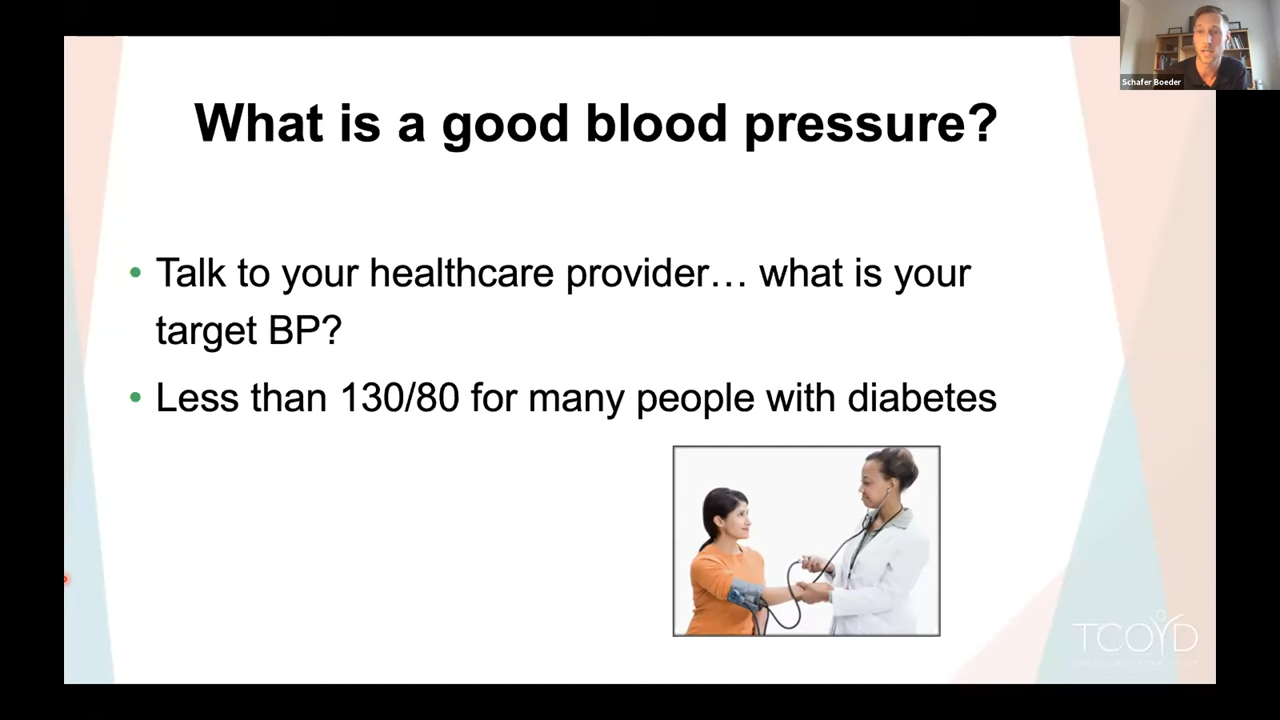 Schafer Boeder
What is a good blood pressure?
• Talk to your healthcare provider… what is your
target BP?
• Less than 130/80 for many people with diabetes
TCOYD